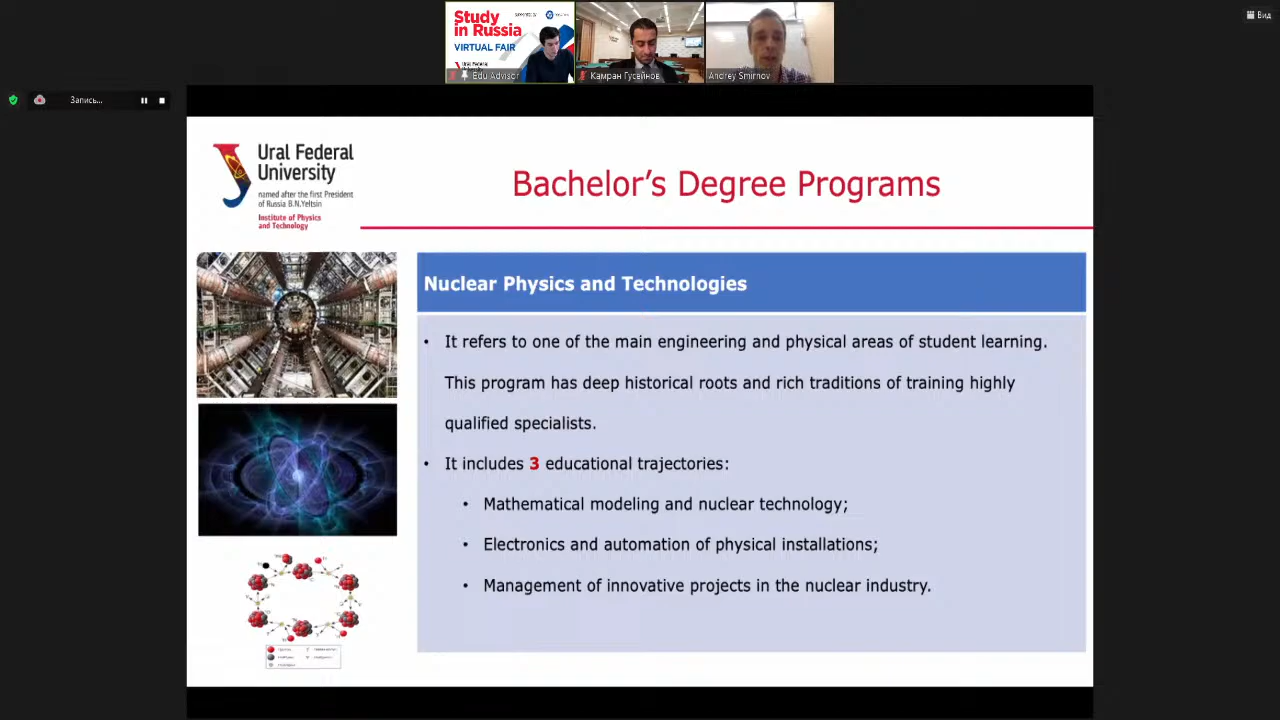 Study
in Russia
VIRTUAL FAIR
Edu Advisor
Камран Гусейнов
Andrey Smirnov
Вид
Запись...
Ural Federal
University
named after the first President
of Russia B.N.Yeltsin
Institute of Physics
and Technology
Bachelor's Degree Programs
Nuclear Physics and Technologies
• It refers to one of the main engineering and physical areas of student learning.
This program has deep historical roots and rich traditions of training highly
qualified specialists.
• It includes 3 educational trajectories:
• Mathematical modeling and nuclear technology;
• Electronics and automation of physical installations;
• Management of innovative projects in the nuclear industry.